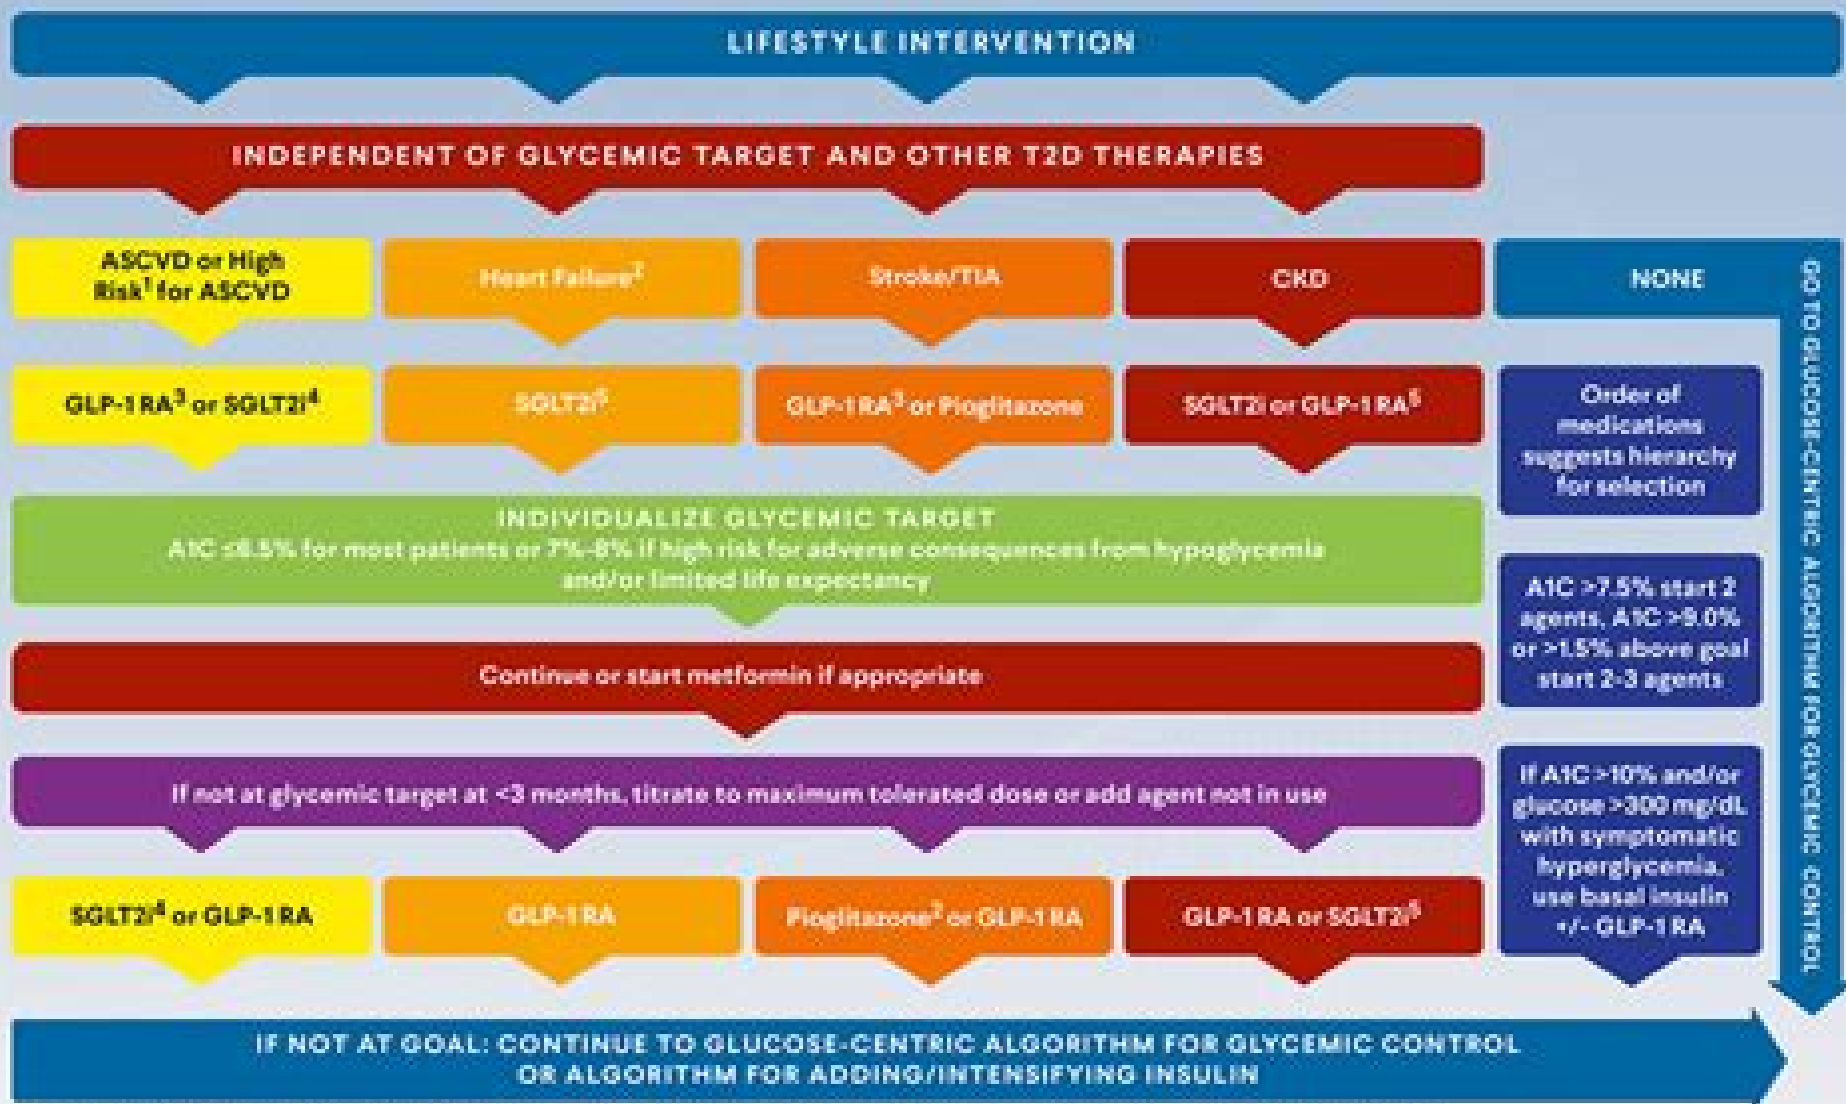 LIFESTYLE INTERVENTION
INDEPENDENT OF GLYCEMIC TARGET AND OTHER T2D THERAPIES
ASCVD or High
Risk¹ for ASCVD
Heart Failure²
Stroke/TIA
CKD
NONE
GLP-1 RA³ or SGLT2i⁴
SGLT2i⁵
GLP-1 RA³ or Pioglitazone
SGLT2i or GLP-1 RA⁵
Order of
medications
suggests hierarchy
for selection
INDIVIDUALIZE GLYCEMIC TARGET
A1C ≤6.5% for most patients or 7%-8% if high risk for adverse consequences from hypoglycemia
and/or limited life expectancy
A1C >7.5% start 2
agents, A1C >9.0%
or >1.5% above goal
start 2-3 agents
Continue or start metformin if appropriate
If not at glycemic target at <3 months, titrate to maximum tolerated dose or add agent not in use
If A1C >10% and/or
glucose >300 mg/dL
with symptomatic
hyperglycemia,
use basal insulin
+/- GLP-1 RA
SGLT2i⁴ or GLP-1 RA
GLP-1 RA
Pioglitazone² or GLP-1 RA
GLP-1 RA or SGLT2i⁵
GO TO GLUCOSE-CENTRIC ALGORITHM FOR GLYCEMIC CONTROL
IF NOT AT GOAL: CONTINUE TO GLUCOSE-CENTRIC ALGORITHM FOR GLYCEMIC CONTROL
OR ALGORITHM FOR ADDING/INTENSIFYING INSULIN